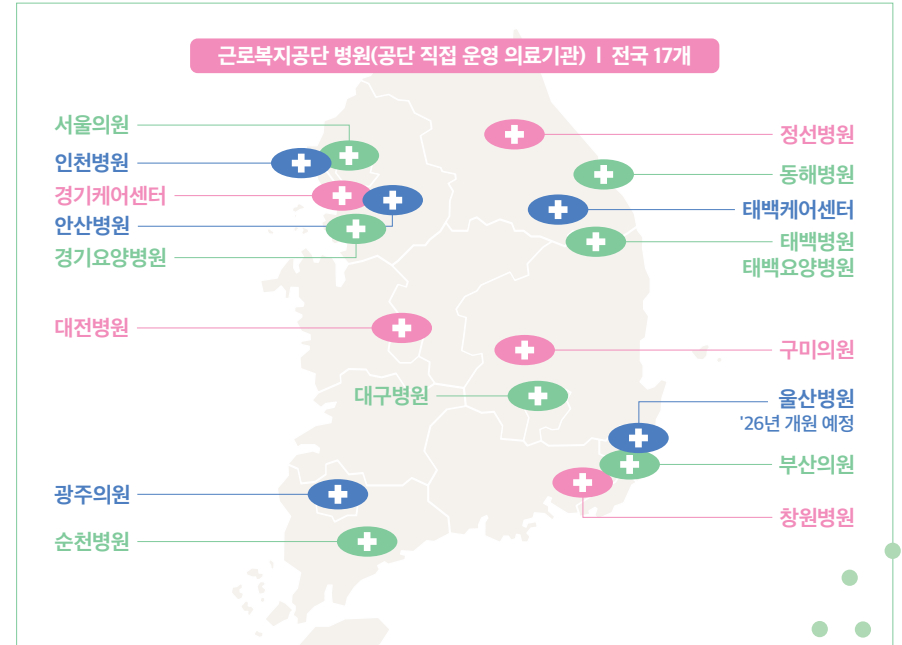 근로복지공단 병원(공단 직접 운영 의료기관) | 전국 17개
서울의원
인천병원
경기케어센터
안산병원
경기요양병원
대전병원
대구병원
광주의원
순천병원
정선병원
동해병원
태백케어센터
태백병원
태백요양병원
구미의원
울산병원
'26년 개원 예정
부산의원
창원병원